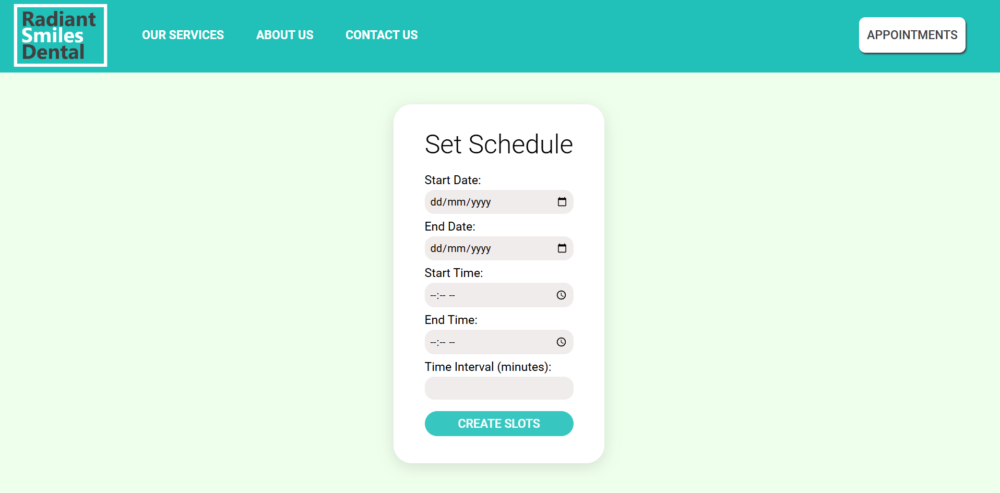 Radiant
Smiles
Dental
OUR SERVICES
ABOUT US
CONTACT US
APPOINTMENTS
Set Schedule
Start Date:
dd/mm/yyyy
End Date:
dd/mm/yyyy
Start Time:
--:-- --
End Time:
--:-- --
Time Interval (minutes):
CREATE SLOTS